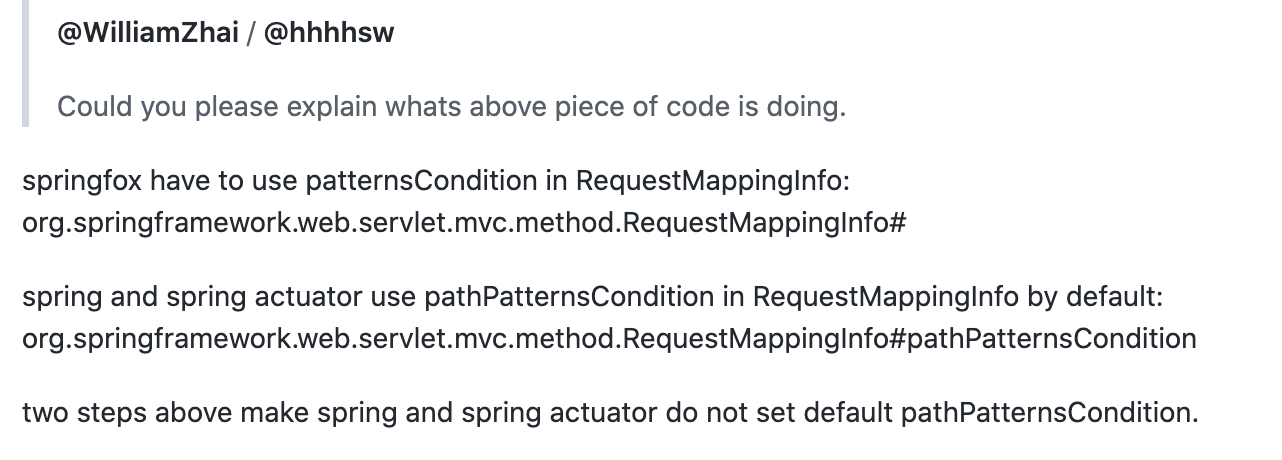 @WilliamZhai / @hhhhsw
Could you please explain whats above piece of code is doing.
springfox have to use patternsCondition in RequestMappingInfo:
org.springframework.web.servlet.mvc.method.RequestMappingInfo#
spring and spring actuator use pathPatternsCondition in RequestMappingInfo by default:
org.springframework.web.servlet.mvc.method.RequestMappingInfo#pathPatternsCondition
two steps above make spring and spring actuator do not set default pathPatternsCondition.